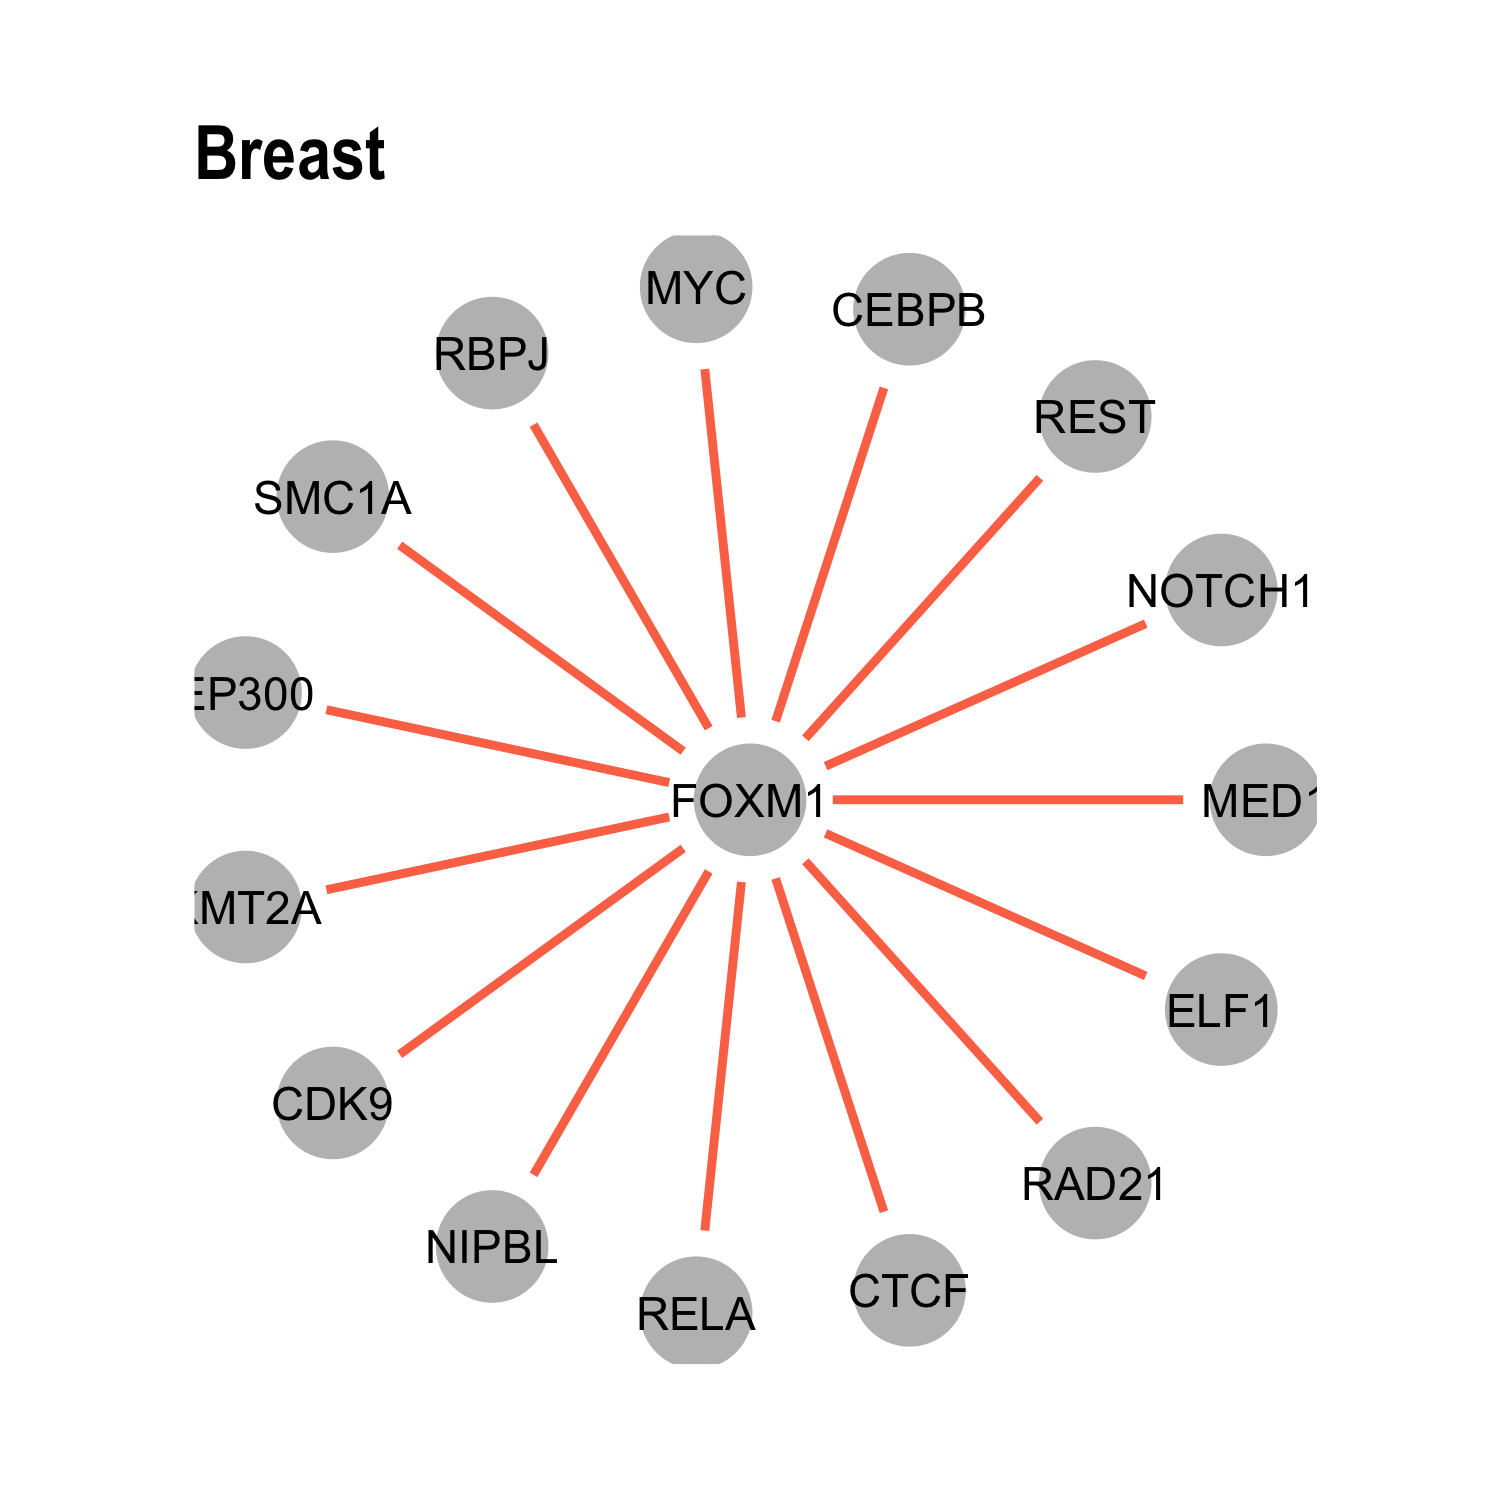 Breast
MYC
CEBPB
RBPJ
REST
SMC1A
NOTCH1
EP300
FOXM1
MED1
KMT2A
ELF1
CDK9
RAD21
NIPBL
CTCF
RELA